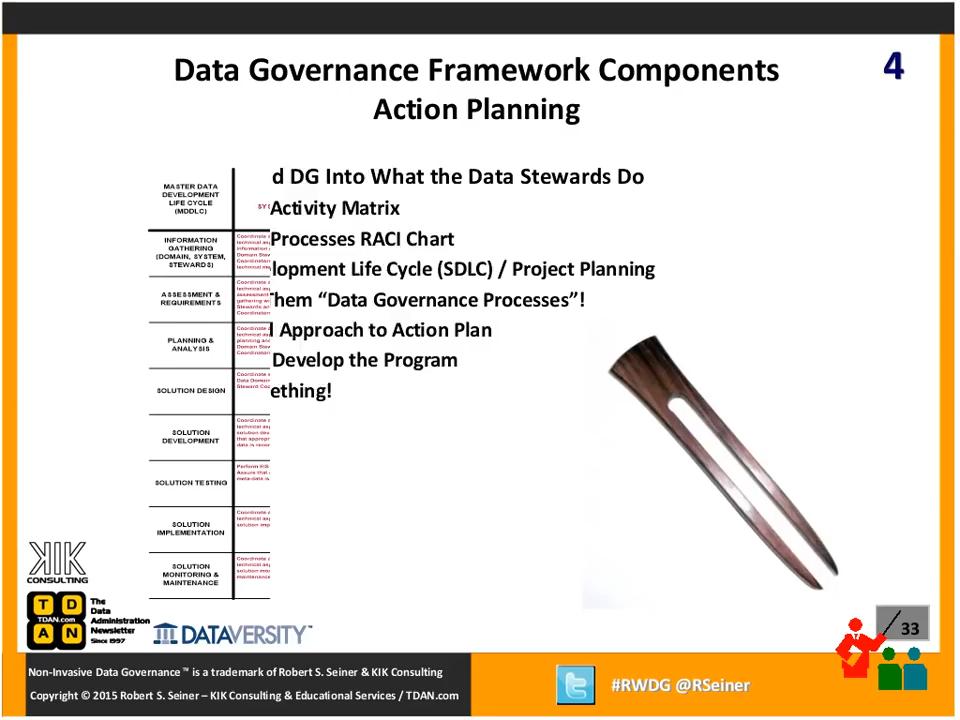 Data Governance Framework Components
Action Planning
4
d DG Into What the Data Stewards Do
Activity Matrix
Processes RACI Chart
lopment Life Cycle (SDLC) / Project Planning
Them “Data Governance Processes”!
l Approach to Action Plan
Develop the Program
ething!
MASTER DATA
DEVELOPMENT
LIFE CYCLE
(MDDLC)
INFORMATION
GATHERING
(DOMAIN, SYSTEM,
STEWARDS)
ASSESSMENT &
REQUIREMENTS
PLANNING &
ANALYSIS
SOLUTION DESIGN
SOLUTION
DEVELOPMENT
SOLUTION TESTING
SOLUTION
IMPLEMENTATION
SOLUTION
MONITORING &
MAINTENANCE
KIK
CONSULTING
T D
TDAN.com
A N
The
Data
Administration
Newsletter
Since 1997
DATAVERSITY™
33
Non-Invasive Data Governance™ is a trademark of Robert S. Seiner & KIK Consulting
Copyright © 2015 Robert S. Seiner – KIK Consulting & Educational Services / TDAN.com
#RWDG @RSeiner